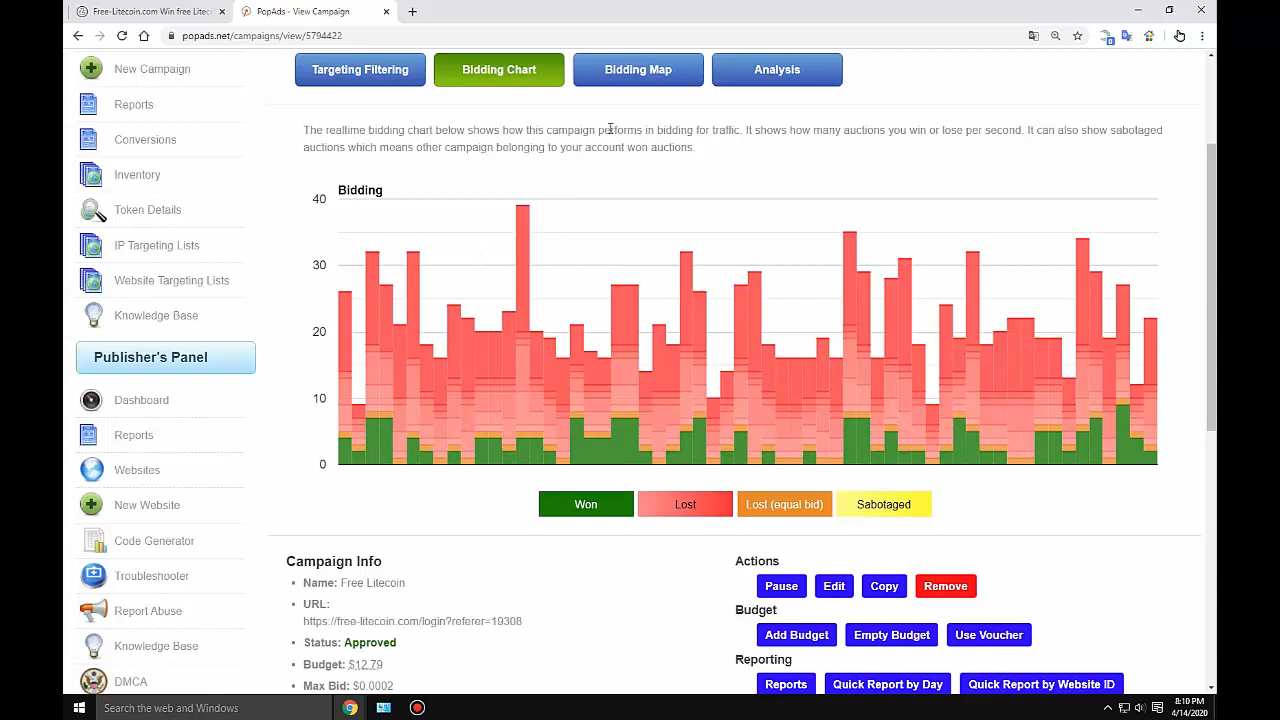 Free-Litecoin.com Win free Litec
PopAds - View Campaign
popads.net/campaigns/view/5794422
New Campaign
Reports
Conversions
Inventory
Token Details
IP Targeting Lists
Website Targeting Lists
Knowledge Base
Publisher's Panel
Dashboard
Reports
Websites
New Website
Code Generator
Troubleshooter
Report Abuse
Knowledge Base
DMCA
Targeting Filtering
Bidding Chart
Bidding Map
Analysis
The realtime bidding chart below shows how this campaign performs in bidding for traffic. It shows how many auctions you win or lose per second. It can also show sabotaged
auctions which means other campaign belonging to your account won auctions.
Bidding
40
30
20
10
0
Won
Lost
Lost (equal bid)
Sabotaged
Campaign Info
Name: Free Litecoin
URL:
https://free-litecoin.com/login?referer=19308
Status: Approved
Budget: $12.79
Max Bid: $0.0002
Actions
Pause
Edit
Copy
Remove
Budget
Add Budget
Empty Budget
Use Voucher
Reporting
Reports
Quick Report by Day
Quick Report by Website ID
Search the web and Windows
8:10 PM
4/14/2020